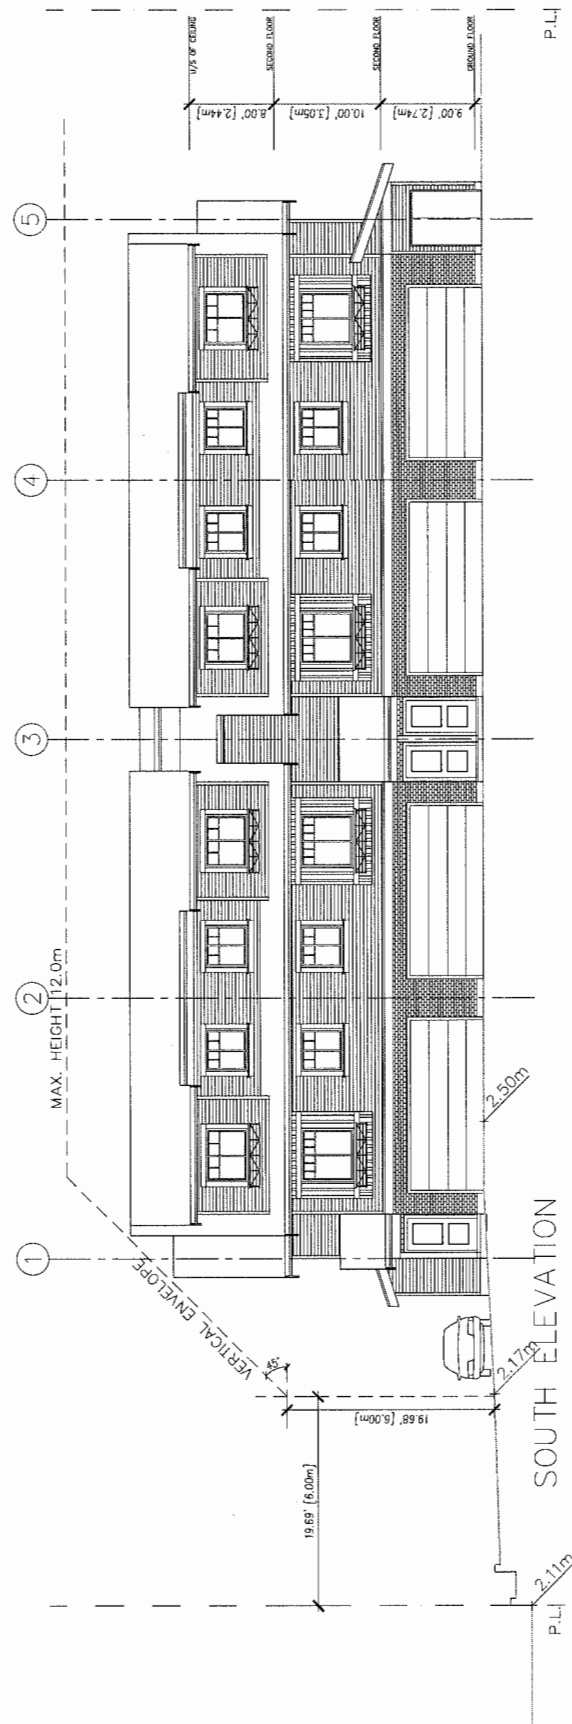 1
2
3
4
5
MAX. HEIGHT 12.0m
VERTICAL ENVELOPE
45°
U/S OF CEILING
8.00' [2.44m]
SECOND FLOOR
10.00' [3.05m]
SECOND FLOOR
9.00' [2.74m]
GROUND FLOOR
19.69' [6.00m]
19.68' [6.00m]
2.11m
2.17m
2.50m
P.L.
P.L.
SOUTH ELEVATION